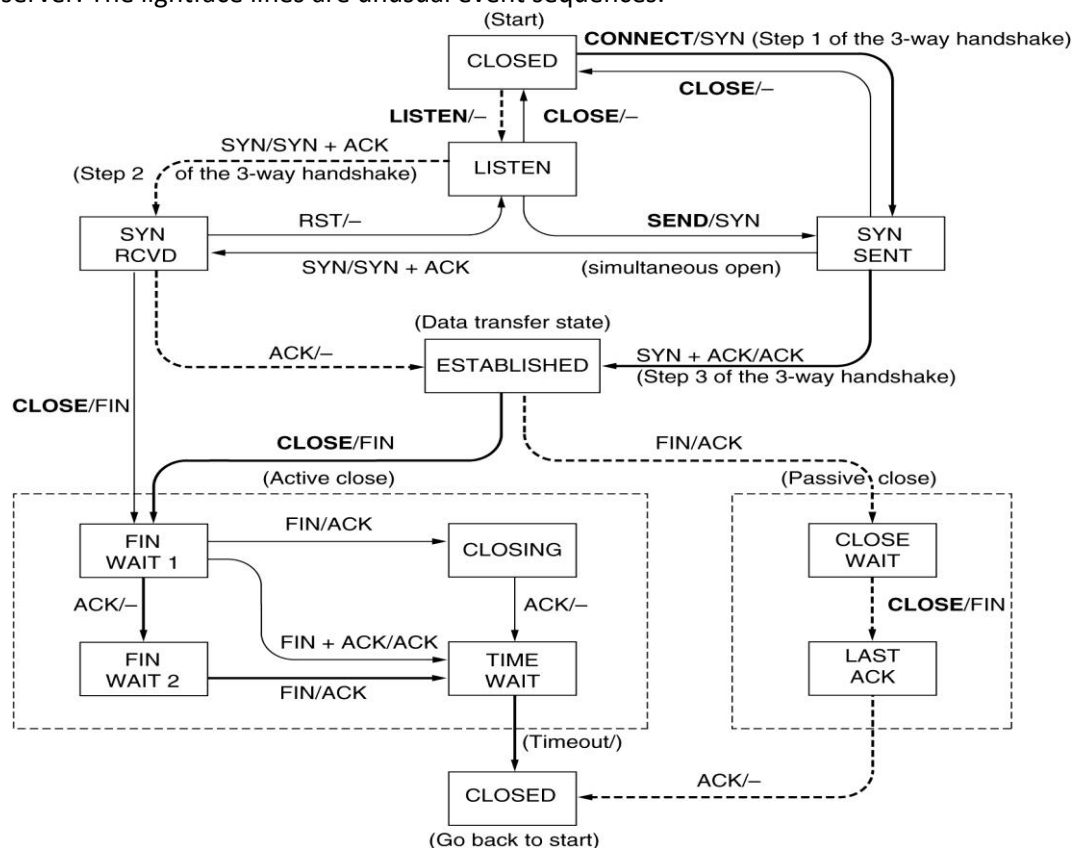 server. The lightface lines are unusual event sequences.
(Start)
CONNECT/SYN (Step 1 of the 3-way handshake)
CLOSED
CLOSE/–
LISTEN/–
CLOSE/–
SYN/SYN + ACK
LISTEN
(Step 2 of the 3-way handshake)
SYN
RCVD
RST/–
SEND/SYN
SYN
SENT
SYN/SYN + ACK
(simultaneous open)
(Data transfer state)
ACK/–
ESTABLISHED
SYN + ACK/ACK
(Step 3 of the 3-way handshake)
CLOSE/FIN
CLOSE/FIN
FIN/ACK
(Active close)
(Passive close)
FIN
WAIT 1
FIN/ACK
CLOSING
CLOSE
WAIT
ACK/–
ACK/–
CLOSE/FIN
FIN + ACK/ACK
FIN
WAIT 2
FIN/ACK
TIME
WAIT
LAST
ACK
(Timeout/)
CLOSED
ACK/–
(Go back to start)